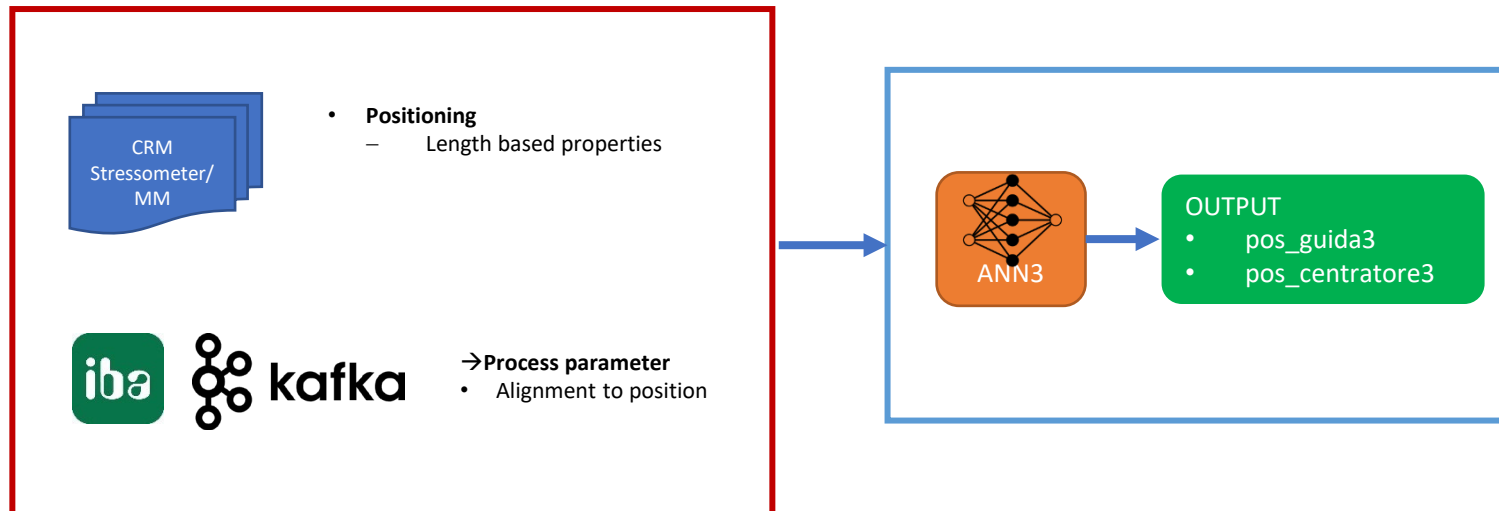 CRM
Stressometer/
MM
• Positioning
– Length based properties
iba
kafka
→Process parameter
• Alignment to position
ANN3
OUTPUT
• pos_guida3
• pos_centratore3